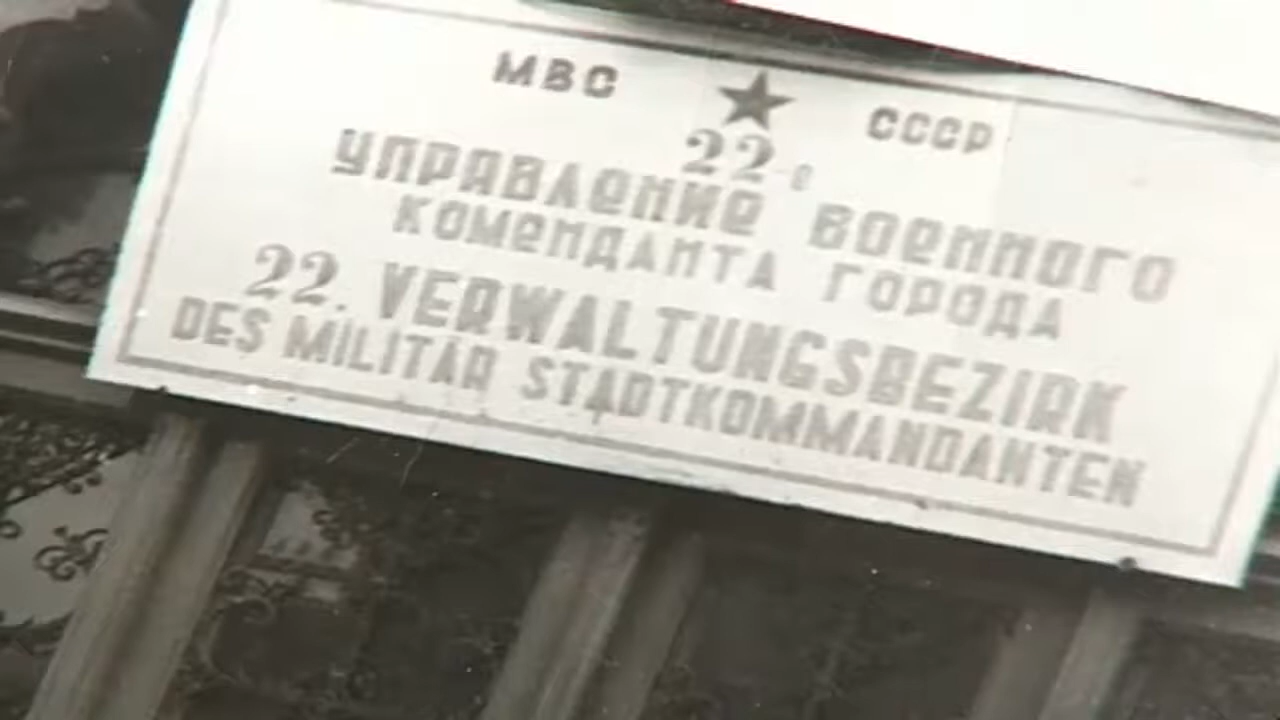 МВС ★ СССР
22-е
УПРАВЛЕНИЕ ВОЕННОГО
КОМЕНДАНТА ГОРОДА
22. VERWALTUNGSBEZIRK
DES MILITÄR STADTKOMMANDANTEN